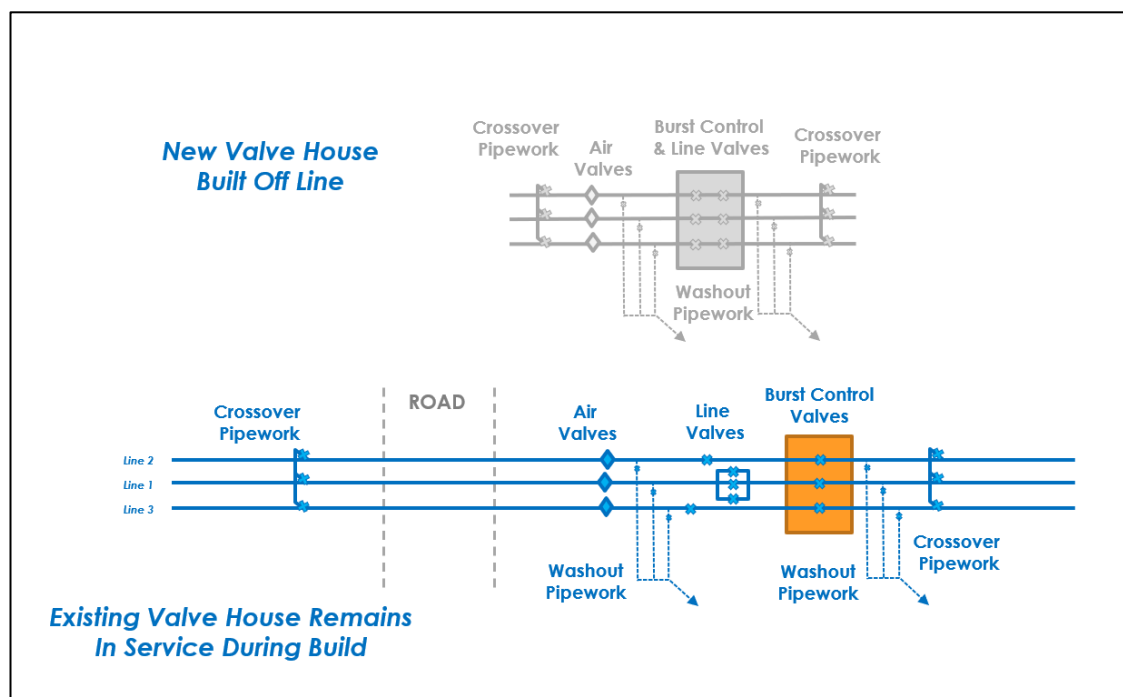 New Valve House
Built Off Line
Crossover
Pipework
Air
Valves
Burst Control
& Line Valves
Crossover
Pipework
Washout
Pipework
ROAD
Crossover
Pipework
Air
Valves
Line
Valves
Burst Control
Valves
Line 2
Line 1
Line 3
Washout
Pipework
Washout
Pipework
Crossover
Pipework
Existing Valve House Remains
In Service During Build